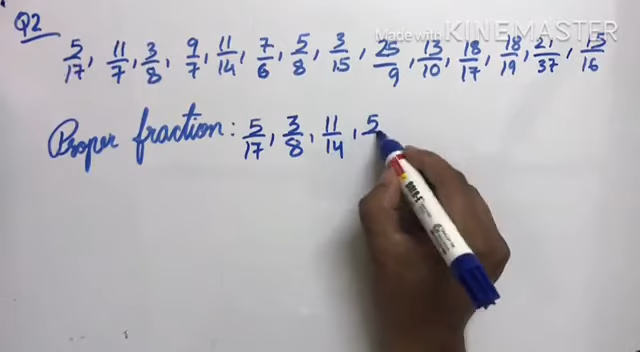 Made with KINEMASTER
Q2
5/17, 11/7, 3/8, 9/7, 11/14, 7/6, 5/8, 3/15, 25/9, 13/10, 18/17, 18/19, 21/37, 15/16
Proper fraction: 5/17, 3/8, 11/14, 5